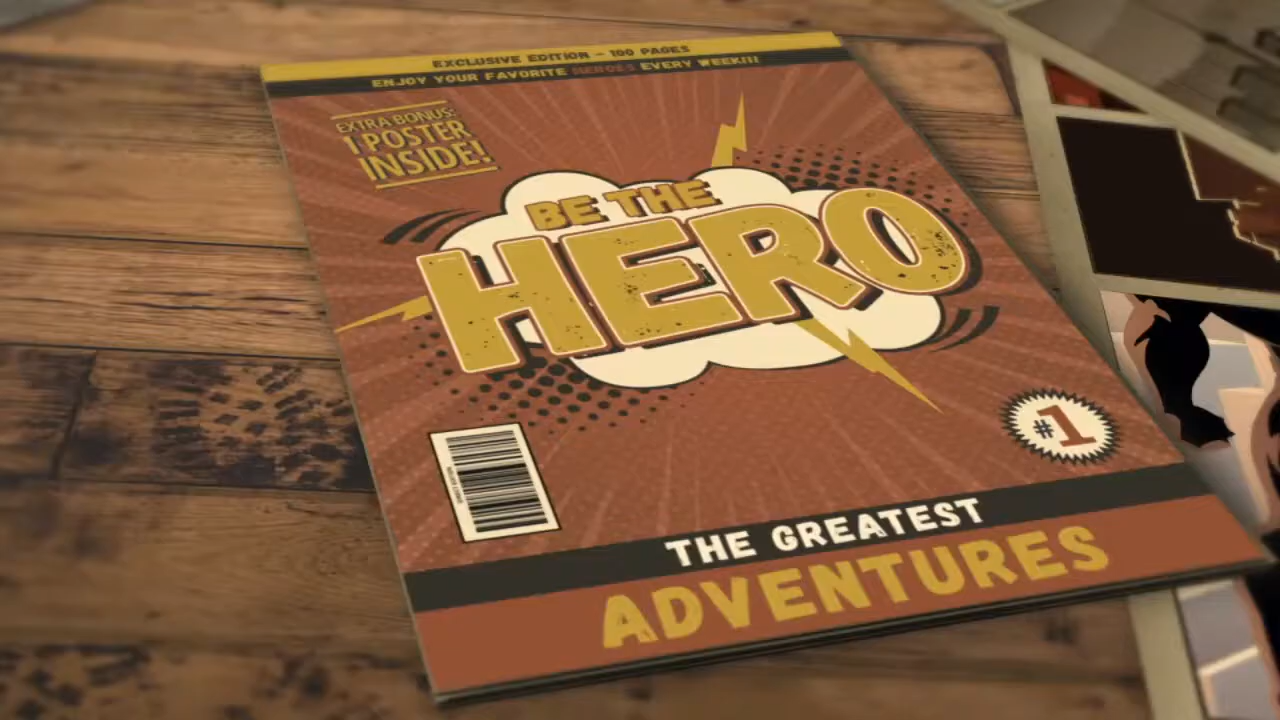 EXCLUSIVE EDITION - 100 PAGES
ENJOY YOUR FAVORITE HEROES EVERY WEEK!!!
EXTRA BONUS:
1 POSTER
INSIDE!
BE THE
HERO
#1
THE GREATEST
ADVENTURES